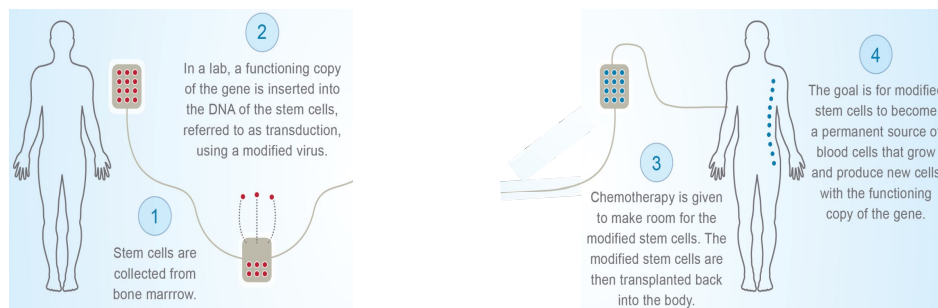 1
Stem cells are
collected from
bone marrrow.
2
In a lab, a functioning copy
of the gene is inserted into
the DNA of the stem cells,
referred to as transduction,
using a modified virus.
3
Chemotherapy is given
to make room for the
modified stem cells. The
modified stem cells are
then transplanted back
into the body.
4
The goal is for modified
stem cells to become
a permanent source of
blood cells that grow
and produce new cells
with the functioning
copy of the gene.